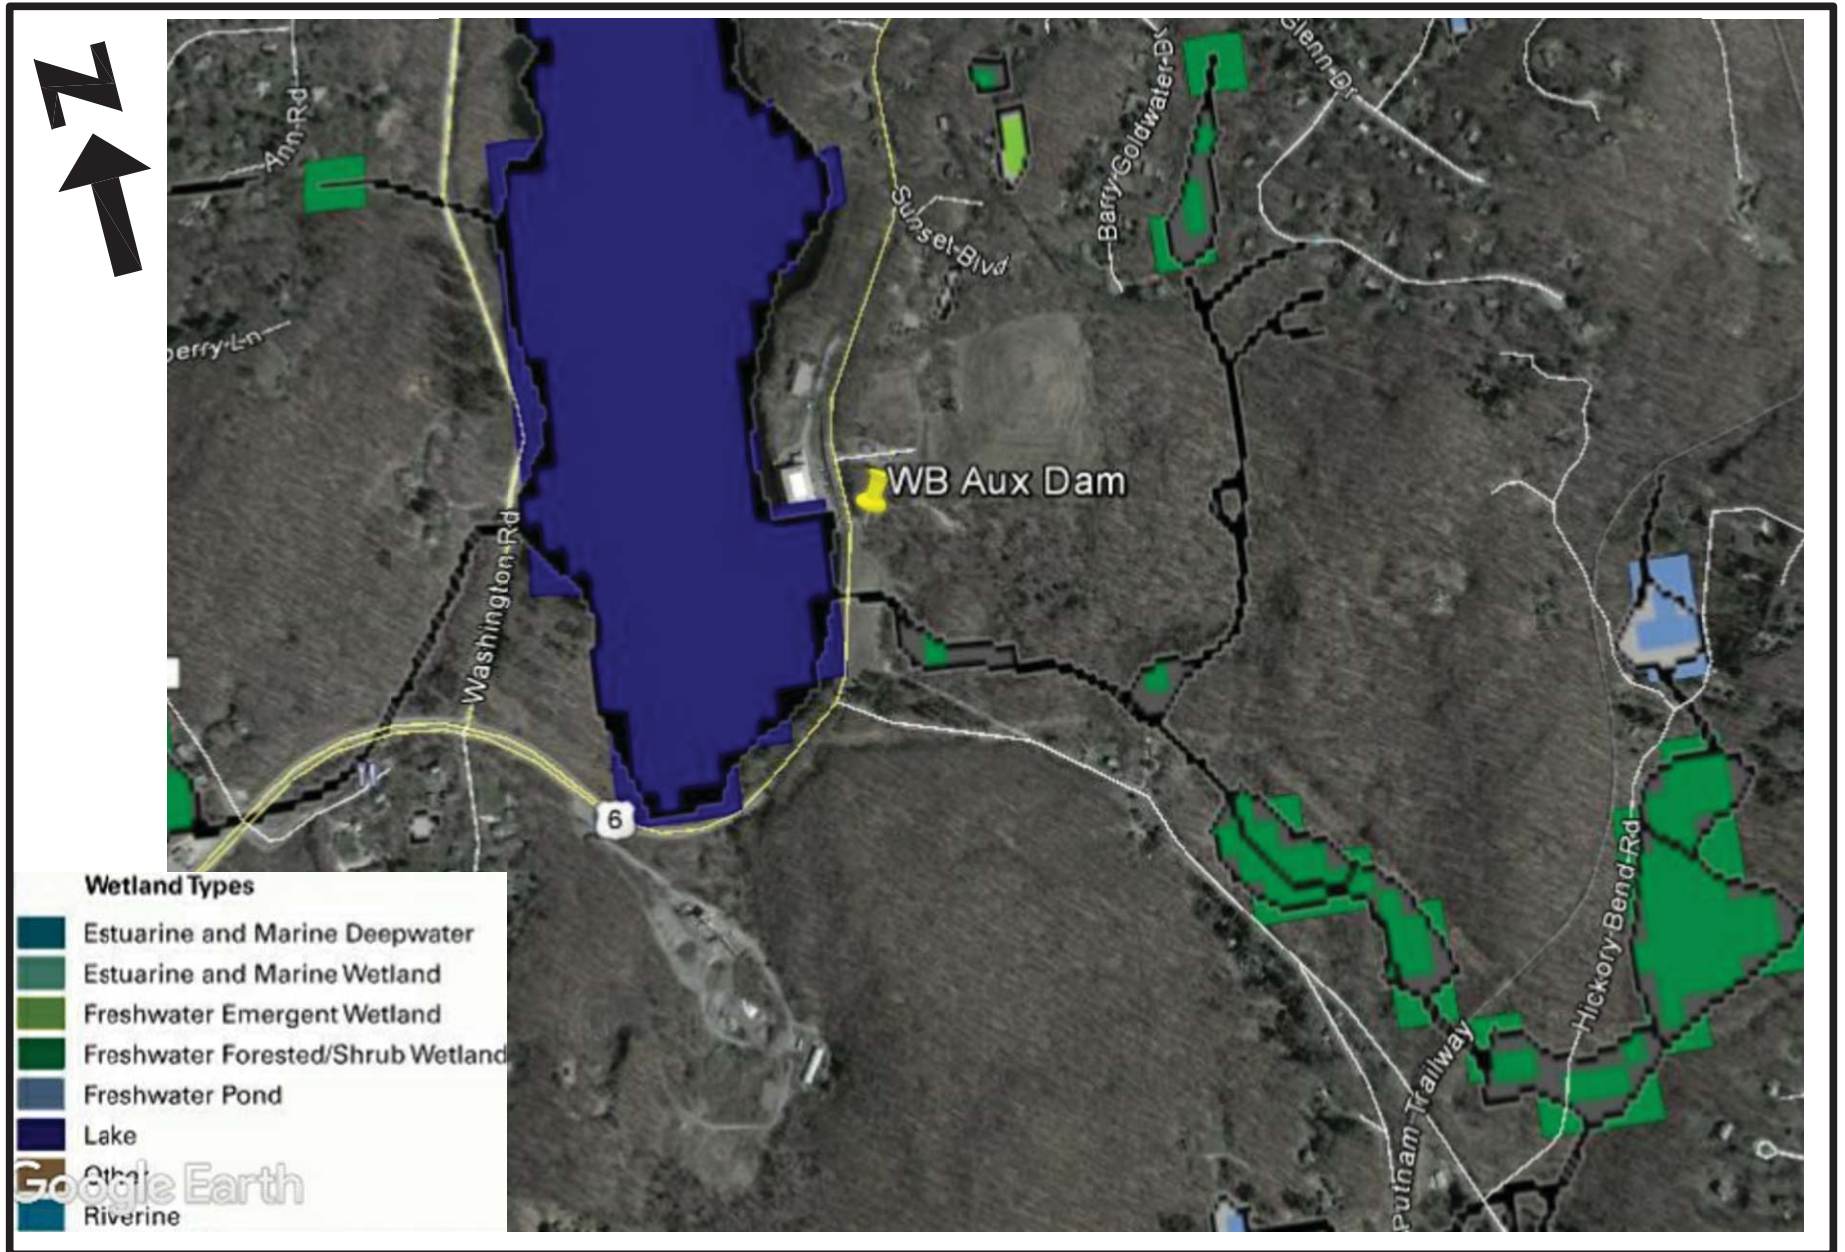 N
Ann-Rd
Glenn-Dr
Barry-Goldwater-D
Sunset-Blvd
berry-Ln
WB Aux Dam
Washington-Rd
6
Hickory-Bend-Rd
Putnam Trailway
Wetland Types
Estuarine and Marine Deepwater
Estuarine and Marine Wetland
Freshwater Emergent Wetland
Freshwater Forested/Shrub Wetland
Freshwater Pond
Lake
Other
Google Earth
Riverine